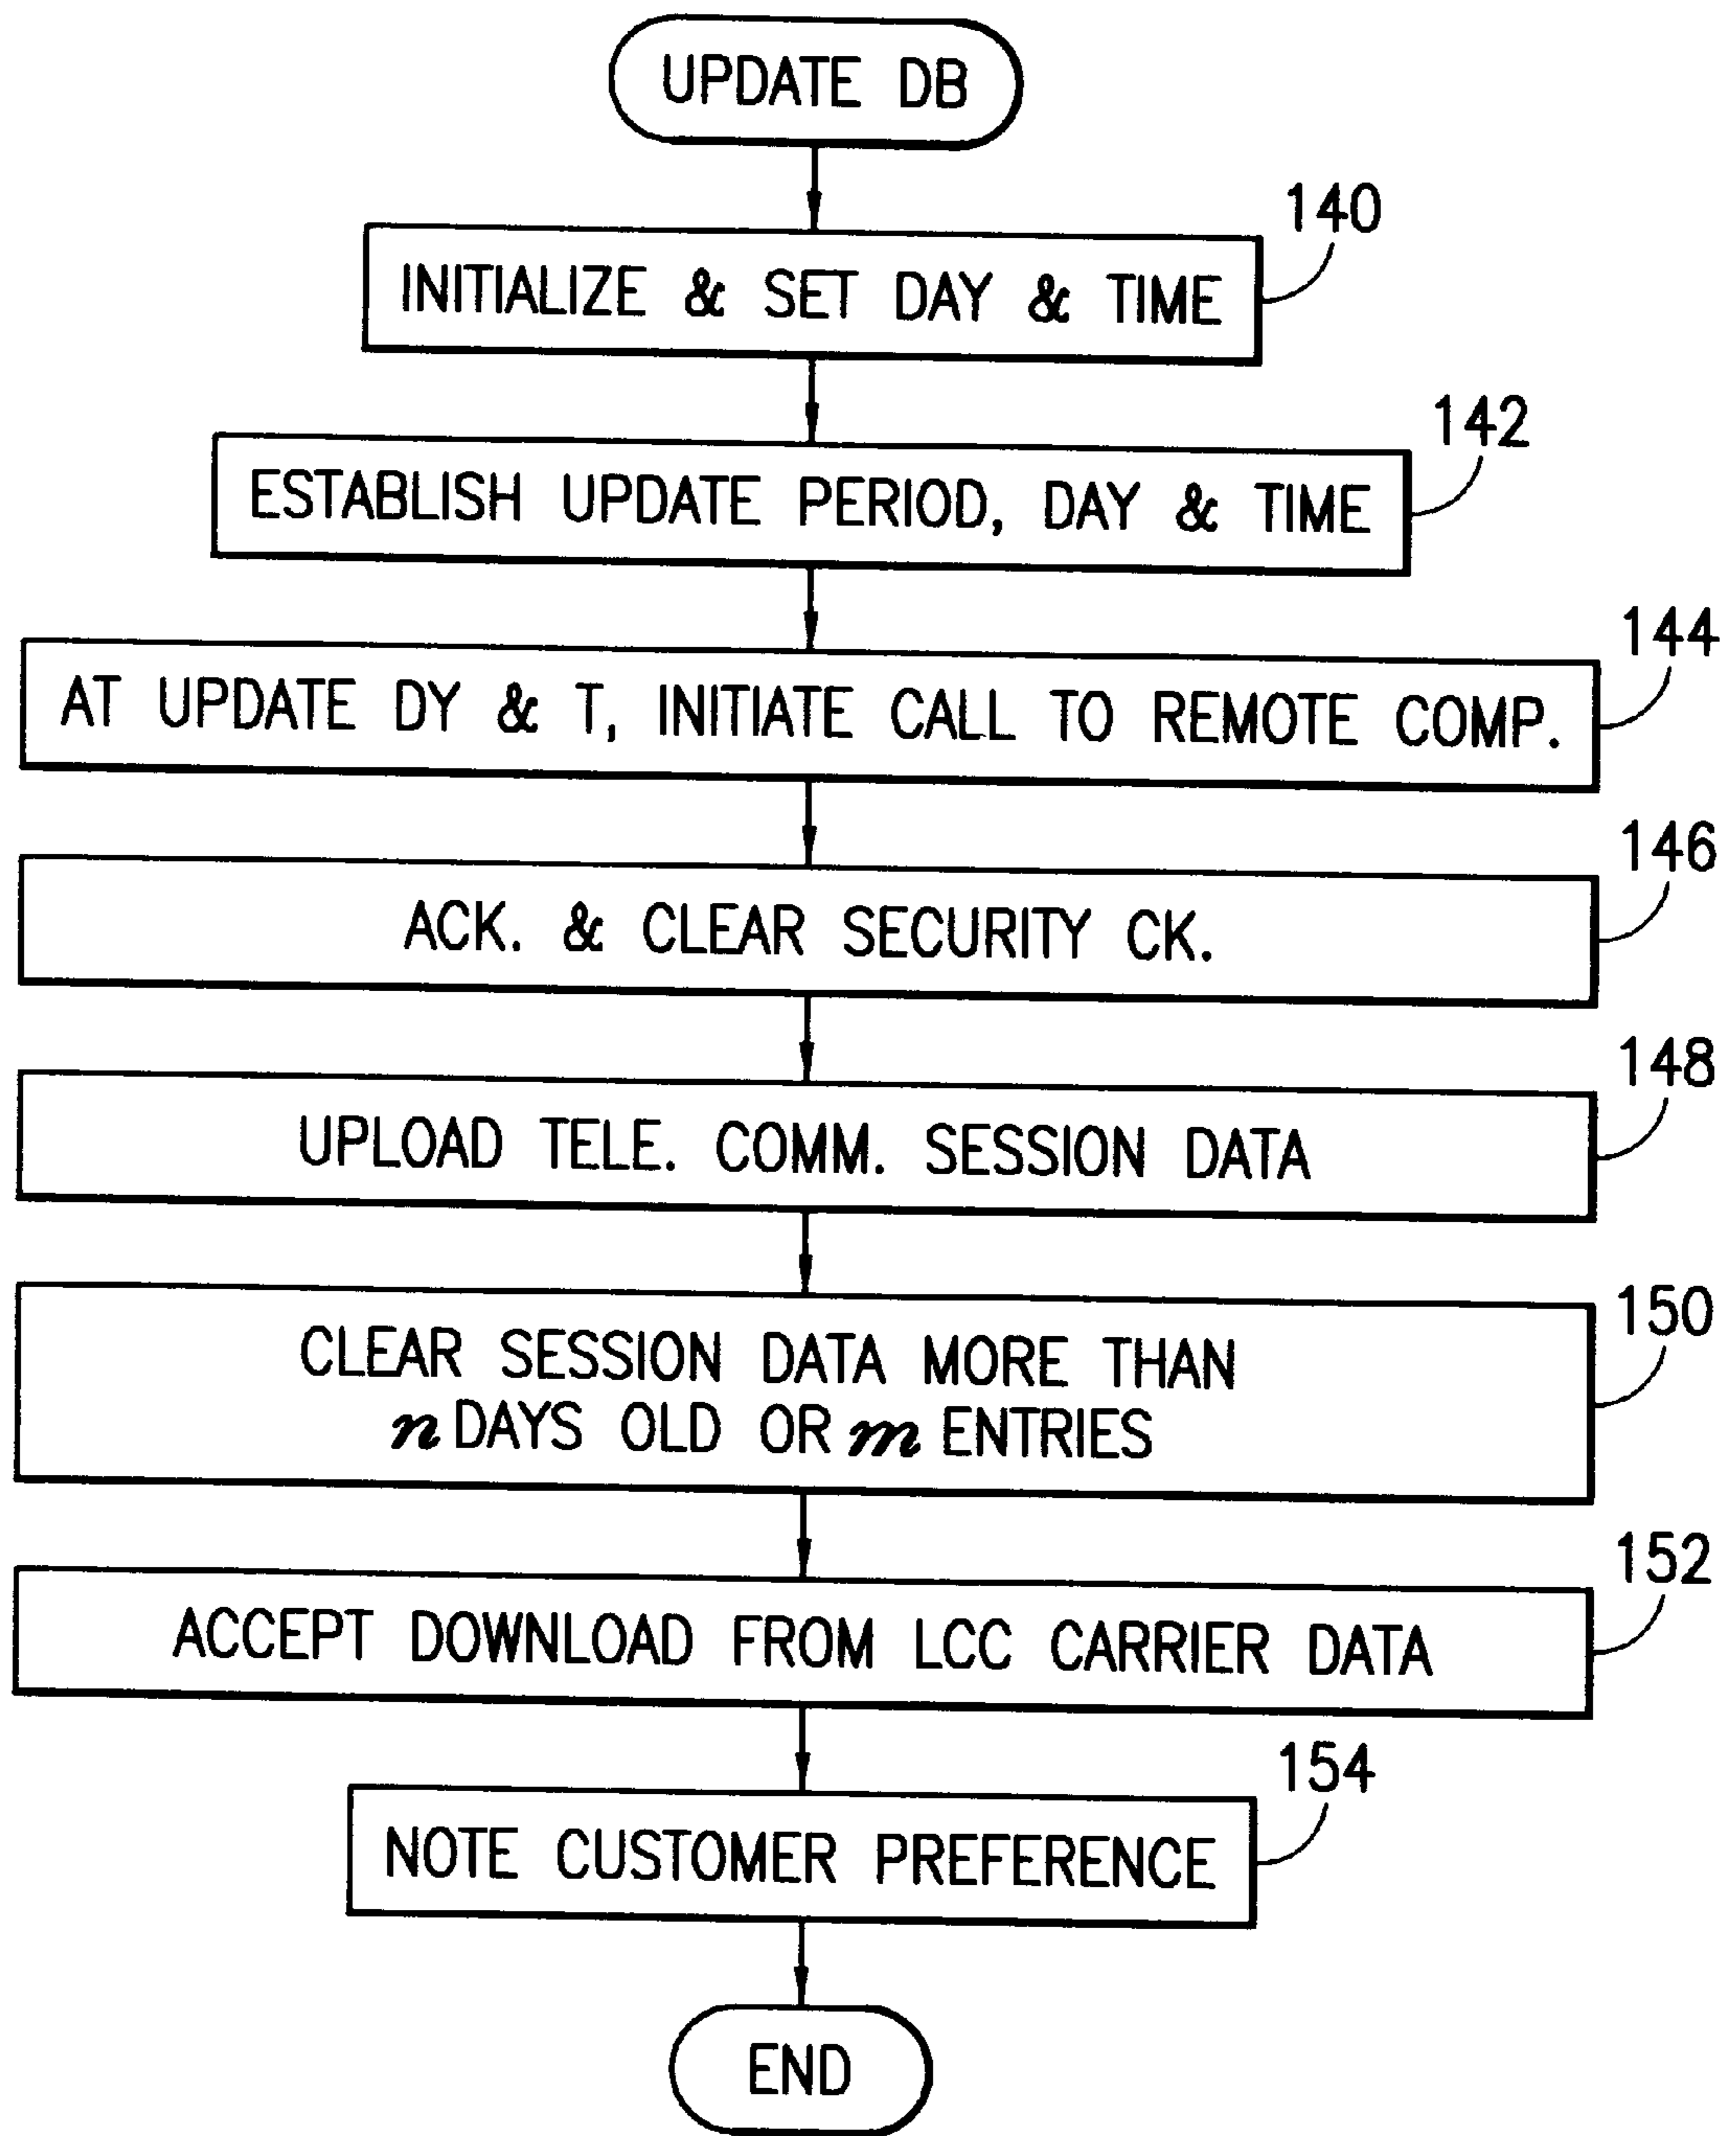 UPDATE DB
140
INITIALIZE & SET DAY & TIME
142
ESTABLISH UPDATE PERIOD, DAY & TIME
144
AT UPDATE DY & T, INITIATE CALL TO REMOTE COMP.
146
ACK. & CLEAR SECURITY CK.
148
UPLOAD TELE. COMM. SESSION DATA
150
CLEAR SESSION DATA MORE THAN
n DAYS OLD OR m ENTRIES
152
ACCEPT DOWNLOAD FROM LCC CARRIER DATA
154
NOTE CUSTOMER PREFERENCE
END